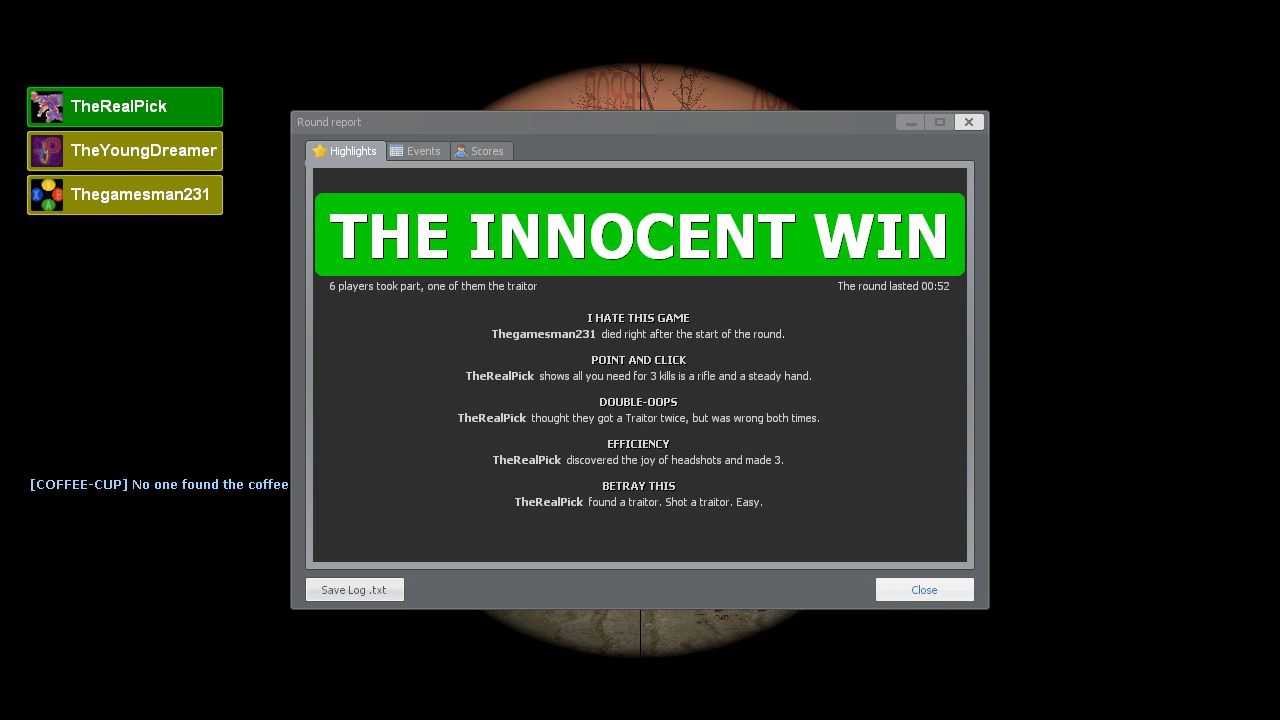 TheRealPick
TheYoungDreamer
Thegamesman231
[COFFEE-CUP] No one found the coffee
Round report
Highlights
Events
Scores
THE INNOCENT WIN
6 players took part, one of them the traitor
The round lasted 00:52
I HATE THIS GAME
Thegamesman231 died right after the start of the round.
POINT AND CLICK
TheRealPick shows all you need for 3 kills is a rifle and a steady hand.
DOUBLE-OOPS
TheRealPick thought they got a Traitor twice, but was wrong both times.
EFFICIENCY
TheRealPick discovered the joy of headshots and made 3.
BETRAY THIS
TheRealPick found a traitor. Shot a traitor. Easy.
Save Log .txt
Close